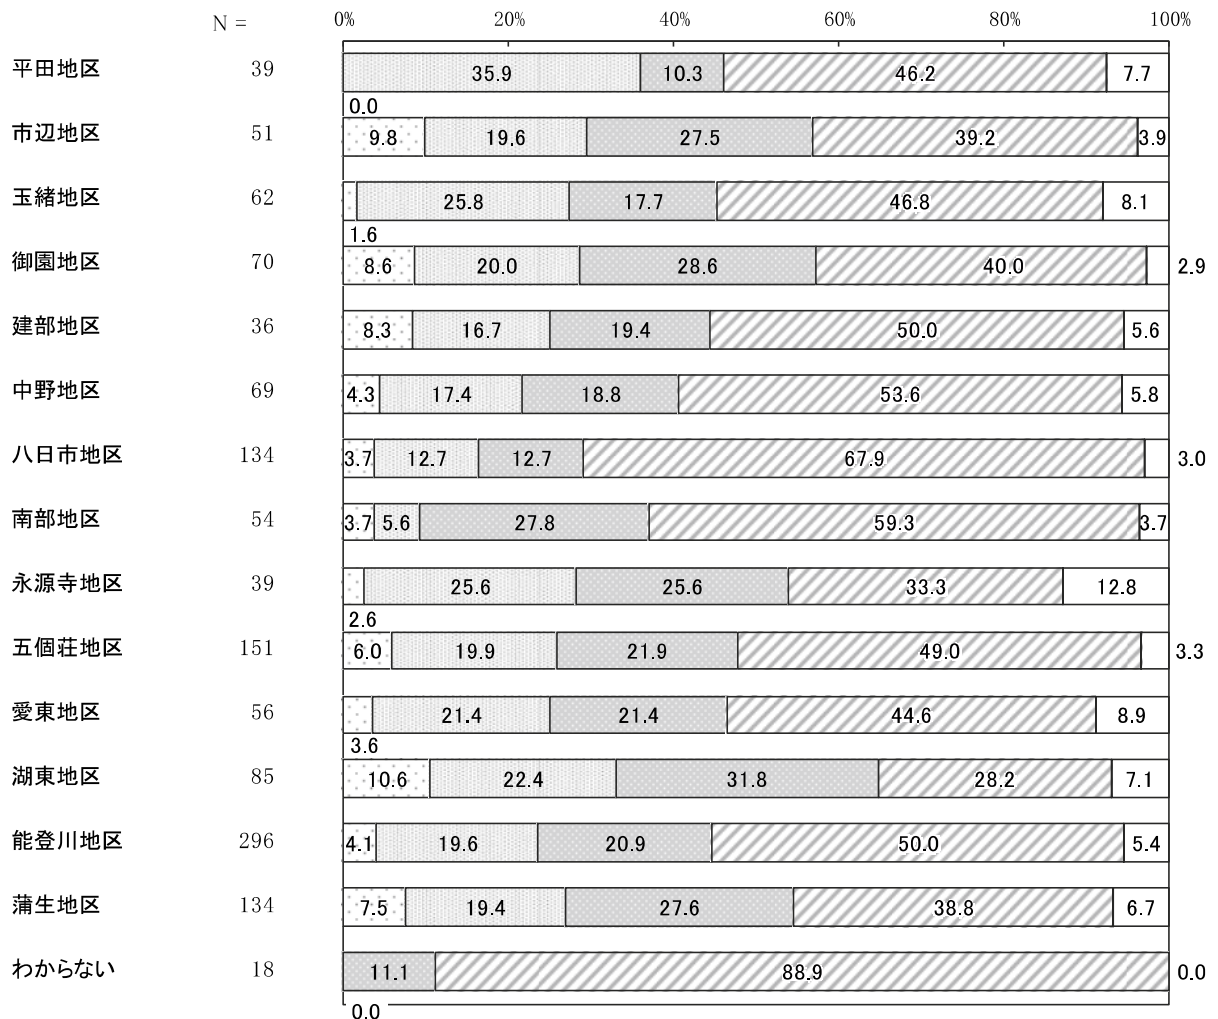 N = 0% 20% 40% 60% 80% 100%
平田地区 39 35.9 10.3 46.2 7.7
0.0
市辺地区 51 9.8 19.6 27.5 39.2 3.9
玉緒地区 62 25.8 17.7 46.8 8.1
1.6
御園地区 70 8.6 20.0 28.6 40.0 2.9
建部地区 36 8.3 16.7 19.4 50.0 5.6
中野地区 69 4.3 17.4 18.8 53.6 5.8
八日市地区 134 3.7 12.7 12.7 67.9 3.0
南部地区 54 3.7 5.6 27.8 59.3 3.7
永源寺地区 39 25.6 25.6 33.3 12.8
2.6
五個荘地区 151 6.0 19.9 21.9 49.0 3.3
愛東地区 56 21.4 21.4 44.6 8.9
3.6
湖東地区 85 10.6 22.4 31.8 28.2 7.1
能登川地区 296 4.1 19.6 20.9 50.0 5.4
蒲生地区 134 7.5 19.4 27.6 38.8 6.7
わからない 18 11.1 88.9 0.0
0.0